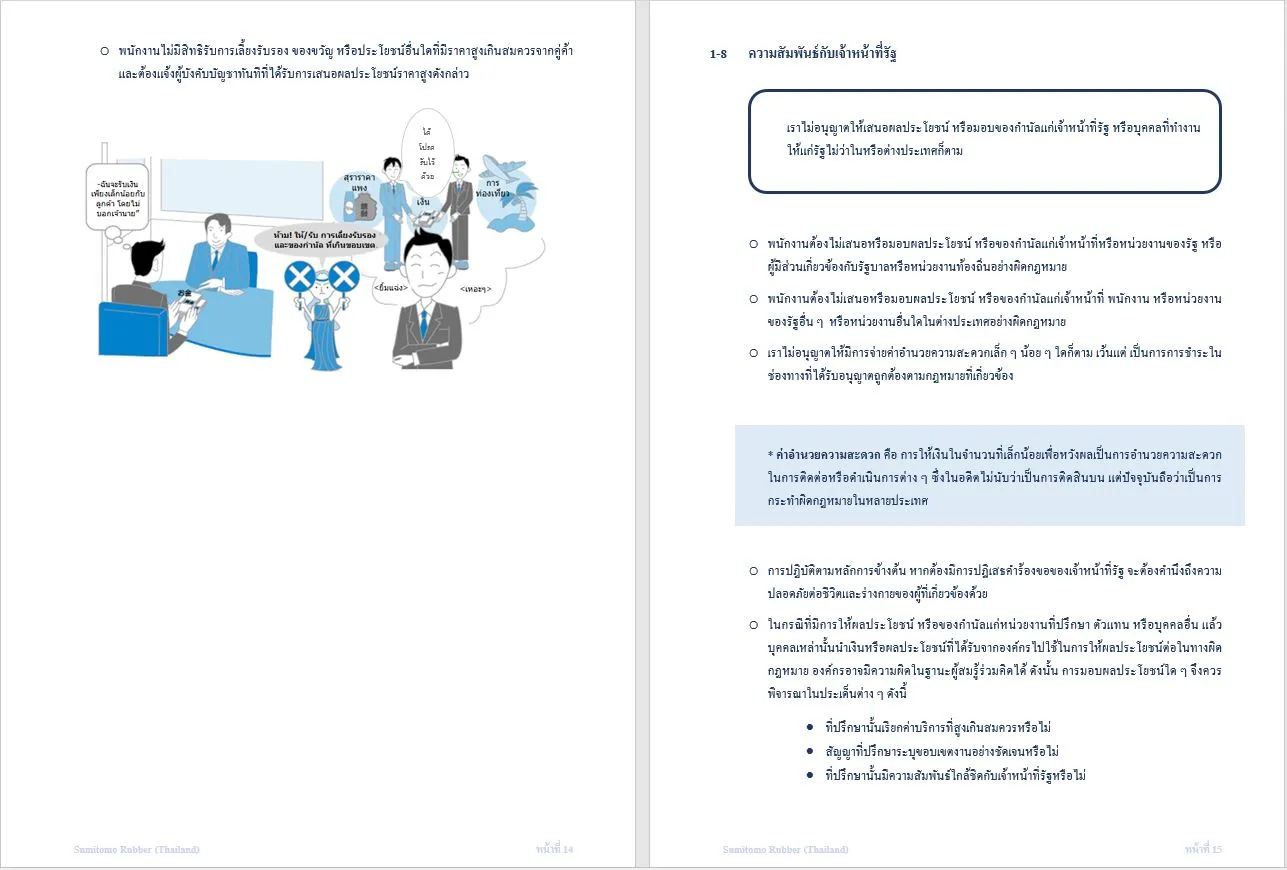 พนักงานไม่มีสิทธิรับการเลี้ยงรับรอง ของขวัญ หรือประโยชน์อื่นใดที่มีราคาสูงเกินสมควรจากคู่ค้า
และต้องแจ้งผู้บังคับบัญชาทันทีที่ได้รับการเสนอผลประโยชน์ราคาสูงดังกล่าว
ได้
โปรด
รับไว้
ด้วย
-ฉันจะรับเงิน
เพียงเล็กน้อยกับ
ลูกค้า โดยไม่
บอกเจ้านาย"
สุราราคา
แพง
เงิน
การ
ท่องเที่ยว
ห้าม! ให้/รับ การเลี้ยงรับรอง
และของกำนัล ที่เกินขอบเขต.
<ยิ้มแฉ่ง>
<เหอะๆ>
お金
Sumitomo Rubber (Thailand)
หน้าที่ 14
1-8 ความสัมพันธ์กับเจ้าหน้าที่รัฐ
เราไม่อนุญาตให้เสนอผลประโยชน์ หรือมอบของกำนัลแก่เจ้าหน้าที่รัฐ หรือบุคคลที่ทำงาน
ให้แก่รัฐไม่ว่าในหรือต่างประเทศก็ตาม
พนักงานต้องไม่เสนอหรือมอบผลประโยชน์ หรือของกำนัลแก่เจ้าหน้าที่หรือหน่วยงานของรัฐ หรือ
ผู้มีส่วนเกี่ยวข้องกับรัฐบาลหรือหน่วยงานท้องถิ่นอย่างผิดกฎหมาย
พนักงานต้องไม่เสนอหรือมอบผลประโยชน์ หรือของกำนัลแก่เจ้าหน้าที่ พนักงาน หรือหน่วยงาน
ของรัฐอื่น ๆ หรือหน่วยงานอื่นใดในต่างประเทศอย่างผิดกฎหมาย
เราไม่อนุญาตให้มีการจ่ายค่าอำนวยความสะดวกเล็ก ๆ น้อย ๆ ใดก็ตาม เว้นแต่ เป็นการการชำระใน
ช่องทางที่ได้รับอนุญาตถูกต้องตามกฎหมายที่เกี่ยวข้อง
* ค่าอำนวยความสะดวก คือ การให้เงินในจำนวนที่เล็กน้อยเพื่อหวังผลเป็นการอำนวยความสะดวก
ในการติดต่อหรือดำเนินการต่าง ๆ ซึ่งในอดีตไม่นับว่าเป็นการติดสินบน แต่ปัจจุบันถือว่าเป็นการ
กระทำผิดกฎหมายในหลายประเทศ
การปฏิบัติตามหลักการข้างต้น หากต้องมีการปฏิเสธคำร้องขอของเจ้าหน้าที่รัฐ จะต้องคำนึงถึงความ
ปลอดภัยต่อชีวิตและร่างกายของผู้ที่เกี่ยวข้องด้วย
ในกรณีที่มีการให้ผลประโยชน์ หรือของกำนัลแก่หน่วยงานที่ปรึกษา ตัวแทน หรือบุคคลอื่น แล้ว
บุคคลเหล่านั้นนำเงินหรือผลประโยชน์ที่ได้รับจากองค์กรไปใช้ในการให้ผลประโยชน์ต่อในทางผิด
กฎหมาย องค์กรอาจมีความผิดในฐานะผู้สมรู้ร่วมคิดได้ ดังนั้น การมอบผลประโยชน์ใด ๆ จึงควร
พิจารณาในประเด็นต่าง ๆ ดังนี้
ที่ปรึกษานั้นเรียกค่าบริการที่สูงเกินสมควรหรือไม่
สัญญาที่ปรึกษาระบุขอบเขตงานอย่างชัดเจนหรือไม่
ที่ปรึกษานั้นมีความสัมพันธ์ใกล้ชิดกับเจ้าหน้าที่รัฐหรือไม่
Sumitomo Rubber (Thailand)
หน้าที่ 15